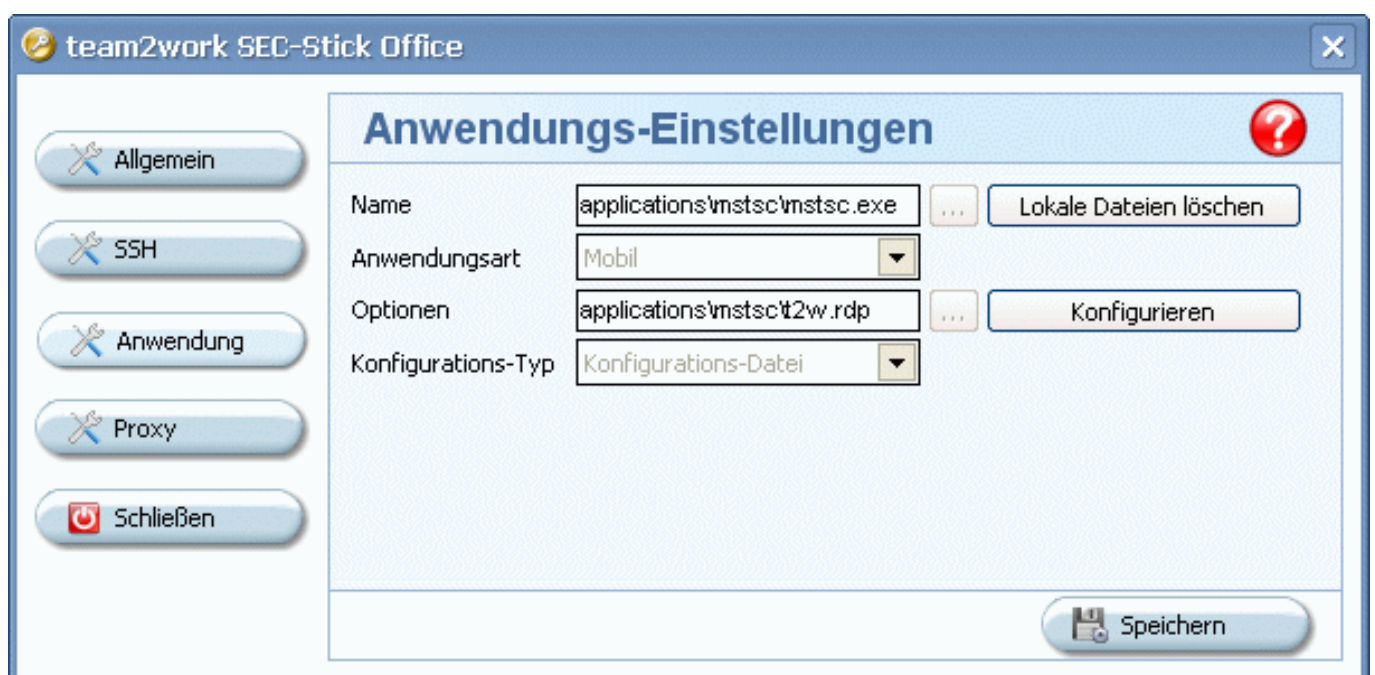 team2work SEC-Stick Office
Anwendungs-Einstellungen
Allgemein
SSH
Anwendung
Proxy
Schließen
Name
applications\mstsc\mstsc.exe
...
Lokale Dateien löschen
Anwendungsart
Mobil
Optionen
applications\mstsc\t2w.rdp
...
Konfigurieren
Konfigurations-Typ
Konfigurations-Datei
Speichern